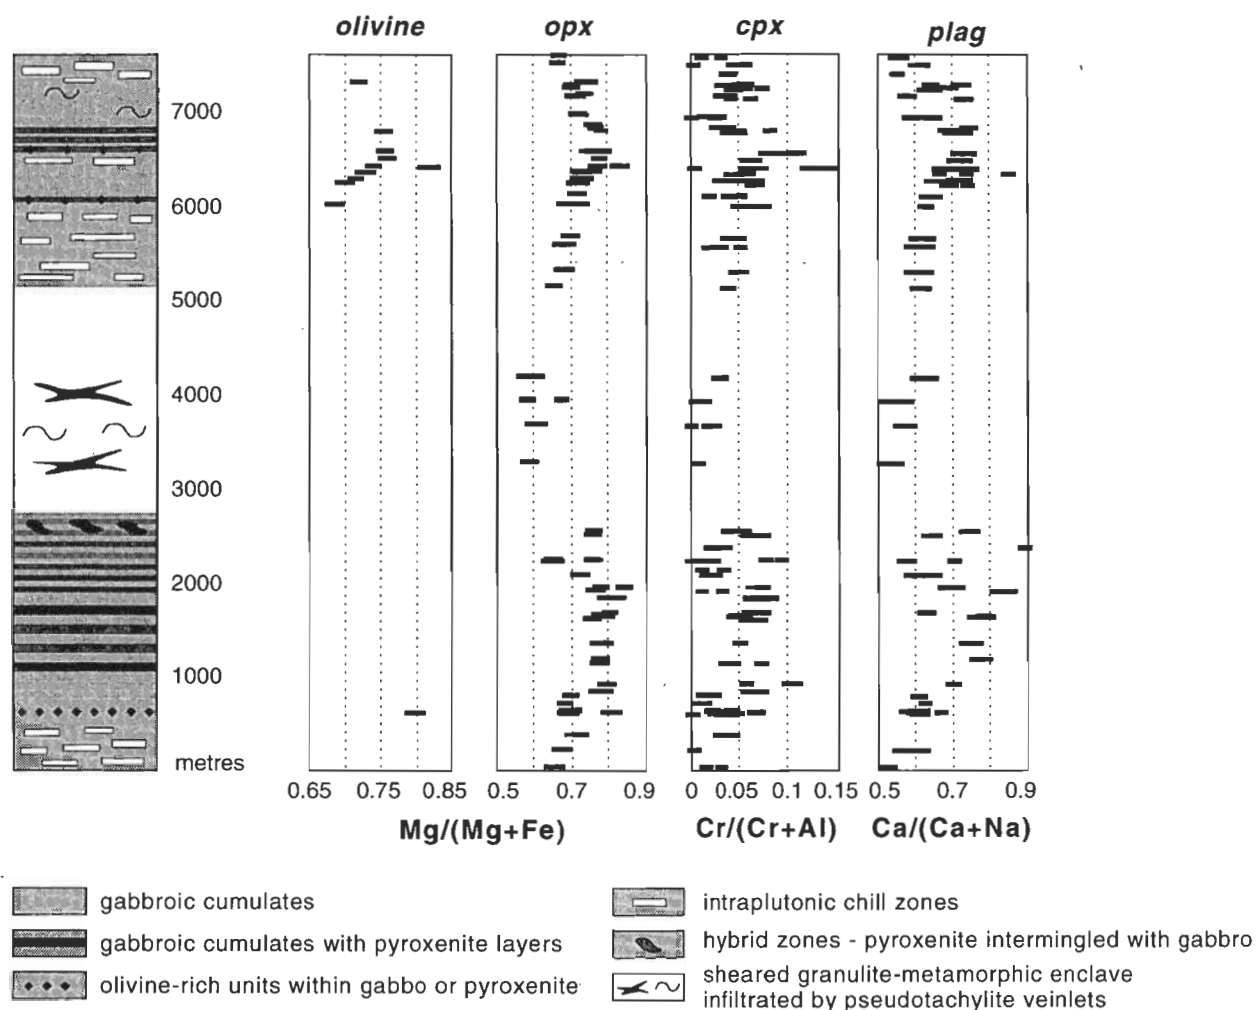 olivine opx cpx plag
7000
6000
5000
4000
3000
2000
1000
metres
0.65 0.75 0.85 0.5 0.7 0.9 0 0.05 0.1 0.15 0.5 0.9
Mg/(Mg+Fe) Cr/(Cr+Al) Ca/(Ca+Na)
gabbroic cumulates
gabbroic cumulates with pyroxenite layers
olivine-rich units within gabbo or pyroxenite
intraplutonic chill zones
hybrid zones - pyroxenite intermingled with gabbro
sheared granulite-metamorphic enclave
infiltrated by pseudotachylite veinlets